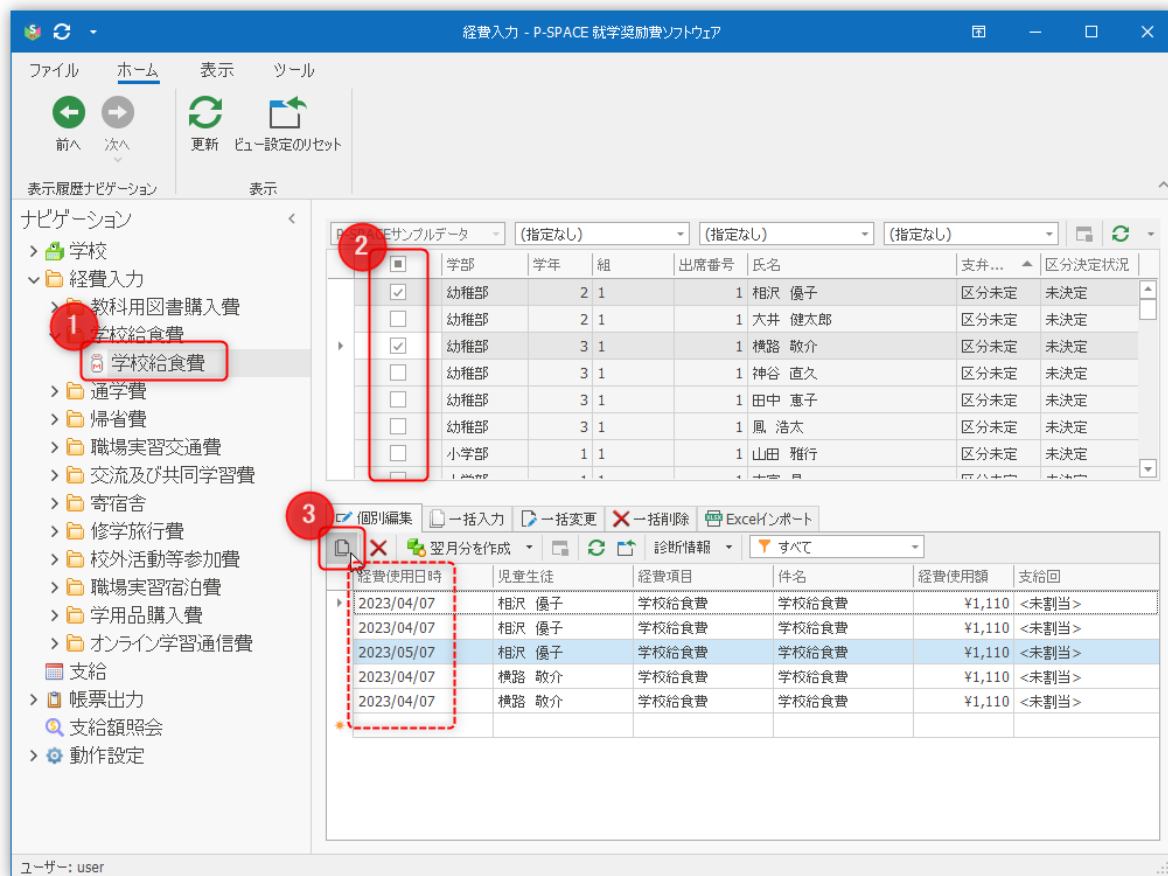 経費入力 - P-SPACE 就学奨励費ソフトウェア
ファイル ホーム 表示 ツール
前へ 次へ 更新 ビュー設定のリセット
表示履歴ナビゲーション 表示
ナビゲーション
学校
経費入力
教科用図書購入費
1
学校給食費
学校給食費
通学費
帰省費
職場実習交通費
交流及び共同学習費
寄宿舎
修学旅行費
校外活動等参加費
職場実習宿泊費
学用品購入費
オンライン学習通信費
支給
帳票出力
支給額照会
動作設定
P-SPACEサンプルデータ (指定なし) (指定なし) (指定なし)
2
学部 学年 組 出席番号 氏名 支弁... 区分決定状況
幼稚部 2 1 1 相沢 優子 区分未定 未決定
幼稚部 2 1 1 大井 健太郎 区分未定 未決定
幼稚部 3 1 1 横路 敬介 区分未定 未決定
幼稚部 3 1 1 神谷 直久 区分未定 未決定
幼稚部 3 1 1 田中 恵子 区分未定 未決定
幼稚部 3 1 1 鳳 浩太 区分未定 未決定
小学部 1 1 1 山田 雅行 区分未定 未決定
3
個別編集 一括入力 一括変更 一括削除 Excelインポート
翌月分を作成 診断情報 すべて
経費使用日時 児童生徒 経費項目 件名 経費使用額 支給回
2023/04/07 相沢 優子 学校給食費 学校給食費 ¥1,110 <未割当>
2023/04/07 相沢 優子 学校給食費 学校給食費 ¥1,110 <未割当>
2023/05/07 相沢 優子 学校給食費 学校給食費 ¥1,110 <未割当>
2023/04/07 横路 敬介 学校給食費 学校給食費 ¥1,110 <未割当>
2023/04/07 横路 敬介 学校給食費 学校給食費 ¥1,110 <未割当>
ユーザー: user